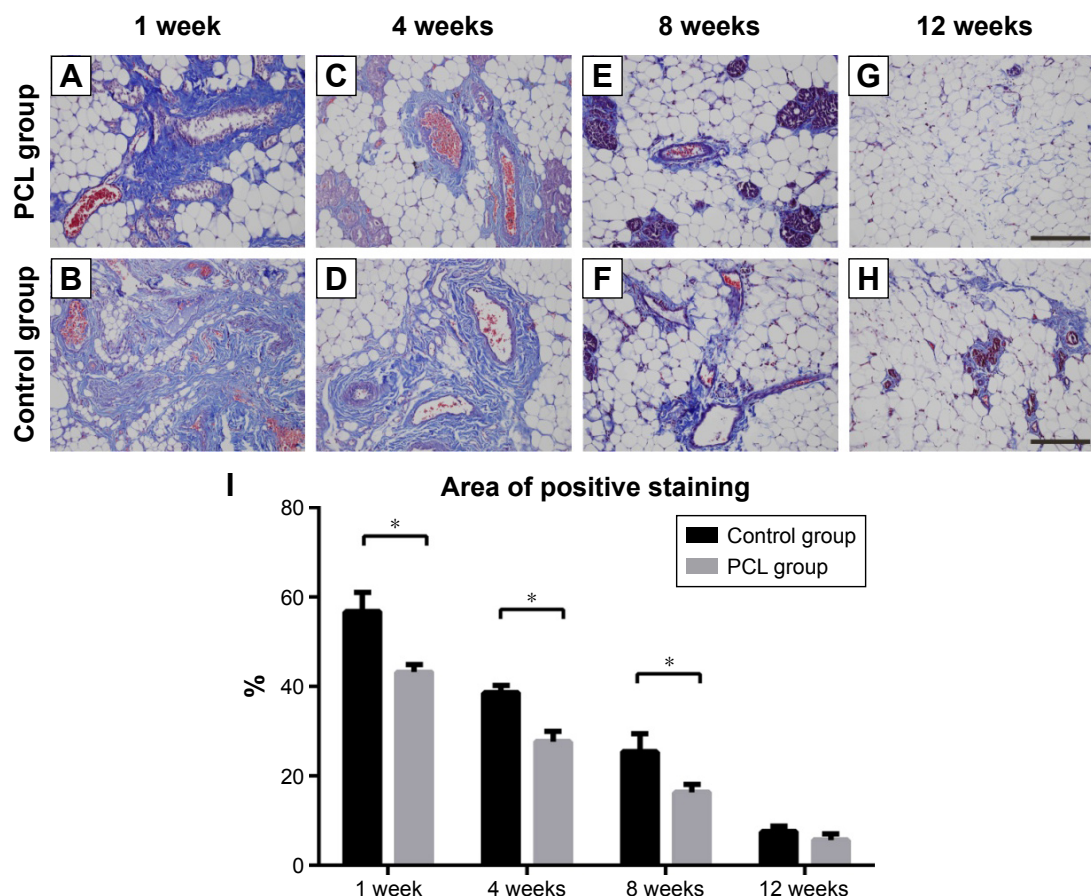 1 week 4 weeks 8 weeks 12 weeks
PCL group
A C E G
Control group
B D F H
I Area of positive staining
80
60
40
20
0
%
* * *
Control group
PCL group
1 week 4 weeks 8 weeks 12 weeks